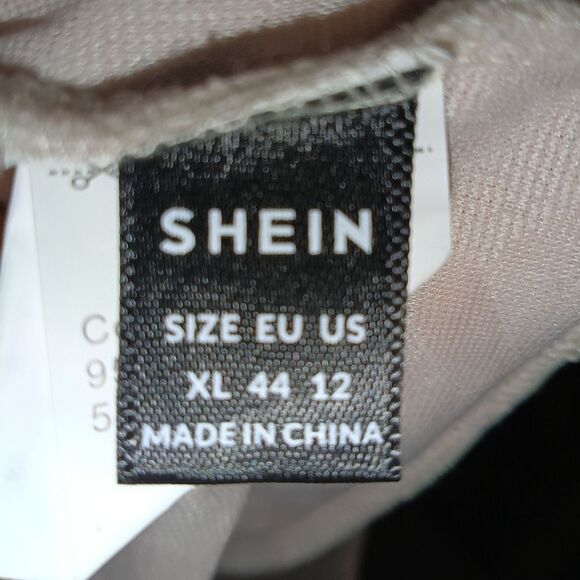 SHEIN
SIZE EU US
XL 44 12
MADE IN CHINA